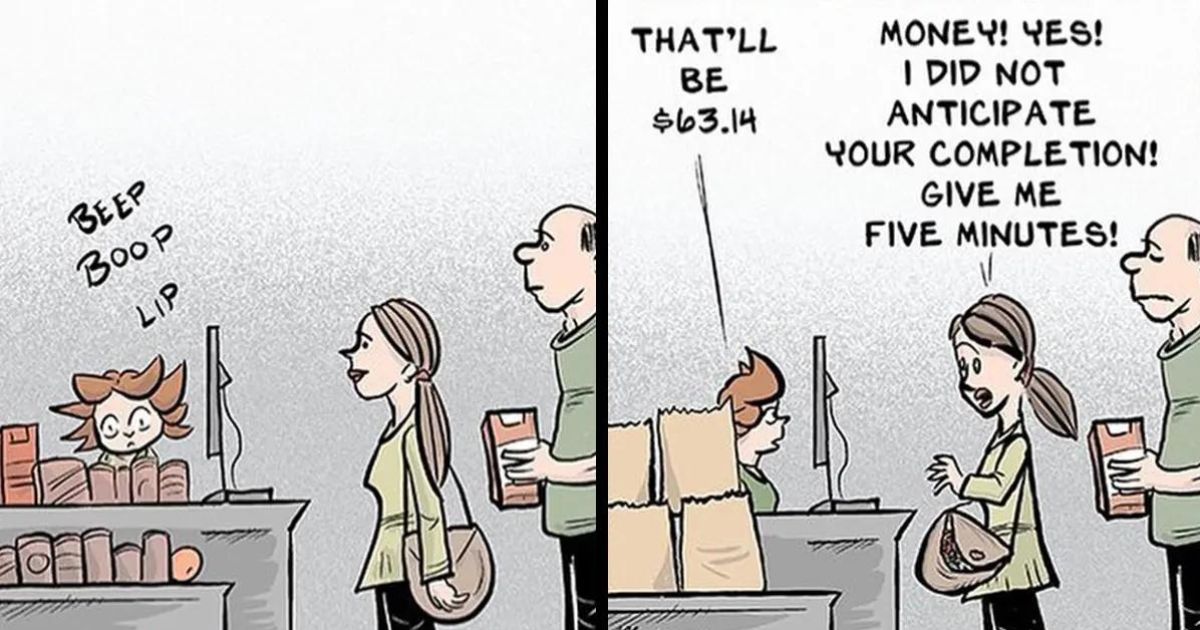 BEEP
BOOP
LIP
THAT'LL
BE
$63.14
MONEY! YES!
I DID NOT
ANTICIPATE
YOUR COMPLETION!
GIVE ME
FIVE MINUTES!